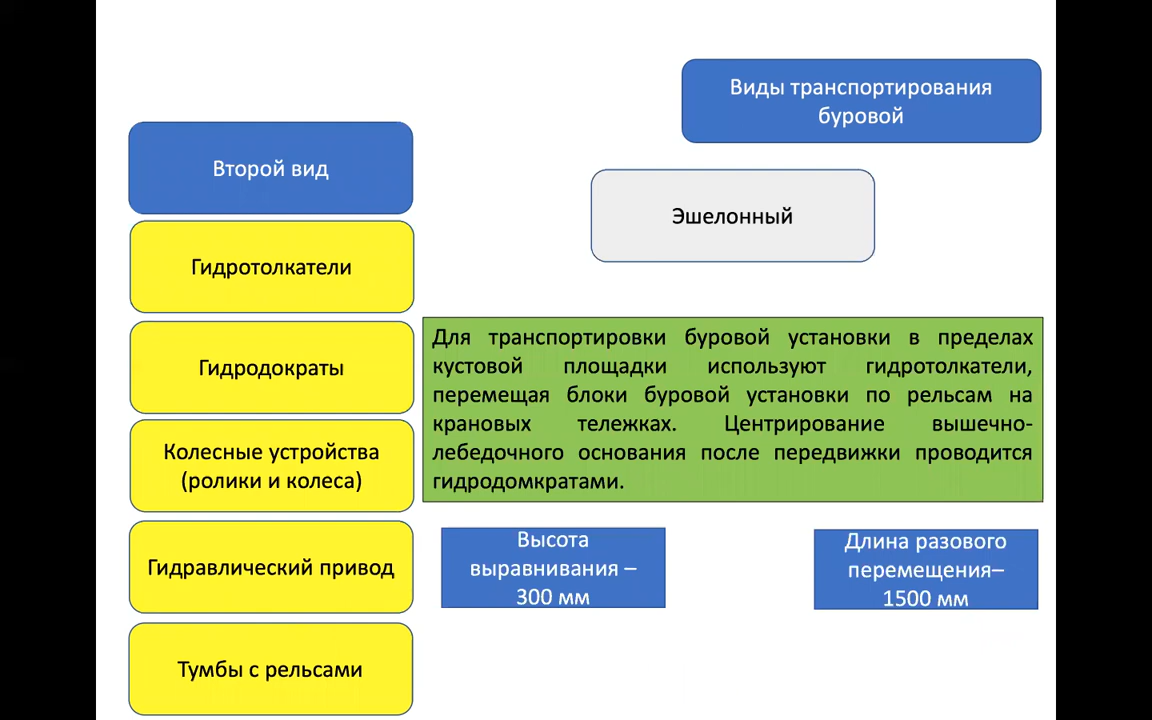 Виды транспортирования
буровой
Второй вид
Эшелонный
Гидротолкатели
Гидродократы
Колесные устройства
(ролики и колеса)
Гидравлический привод
Тумбы с рельсами
Для транспортировки буровой установки в пределах
кустовой площадки используют гидротолкатели,
перемещая блоки буровой установки по рельсам на
крановых тележках. Центрирование вышечно-
лебедочного основания после передвижки проводится
гидродомкратами.
Высота
выравнивания –
300 мм
Длина разового
перемещения–
1500 мм